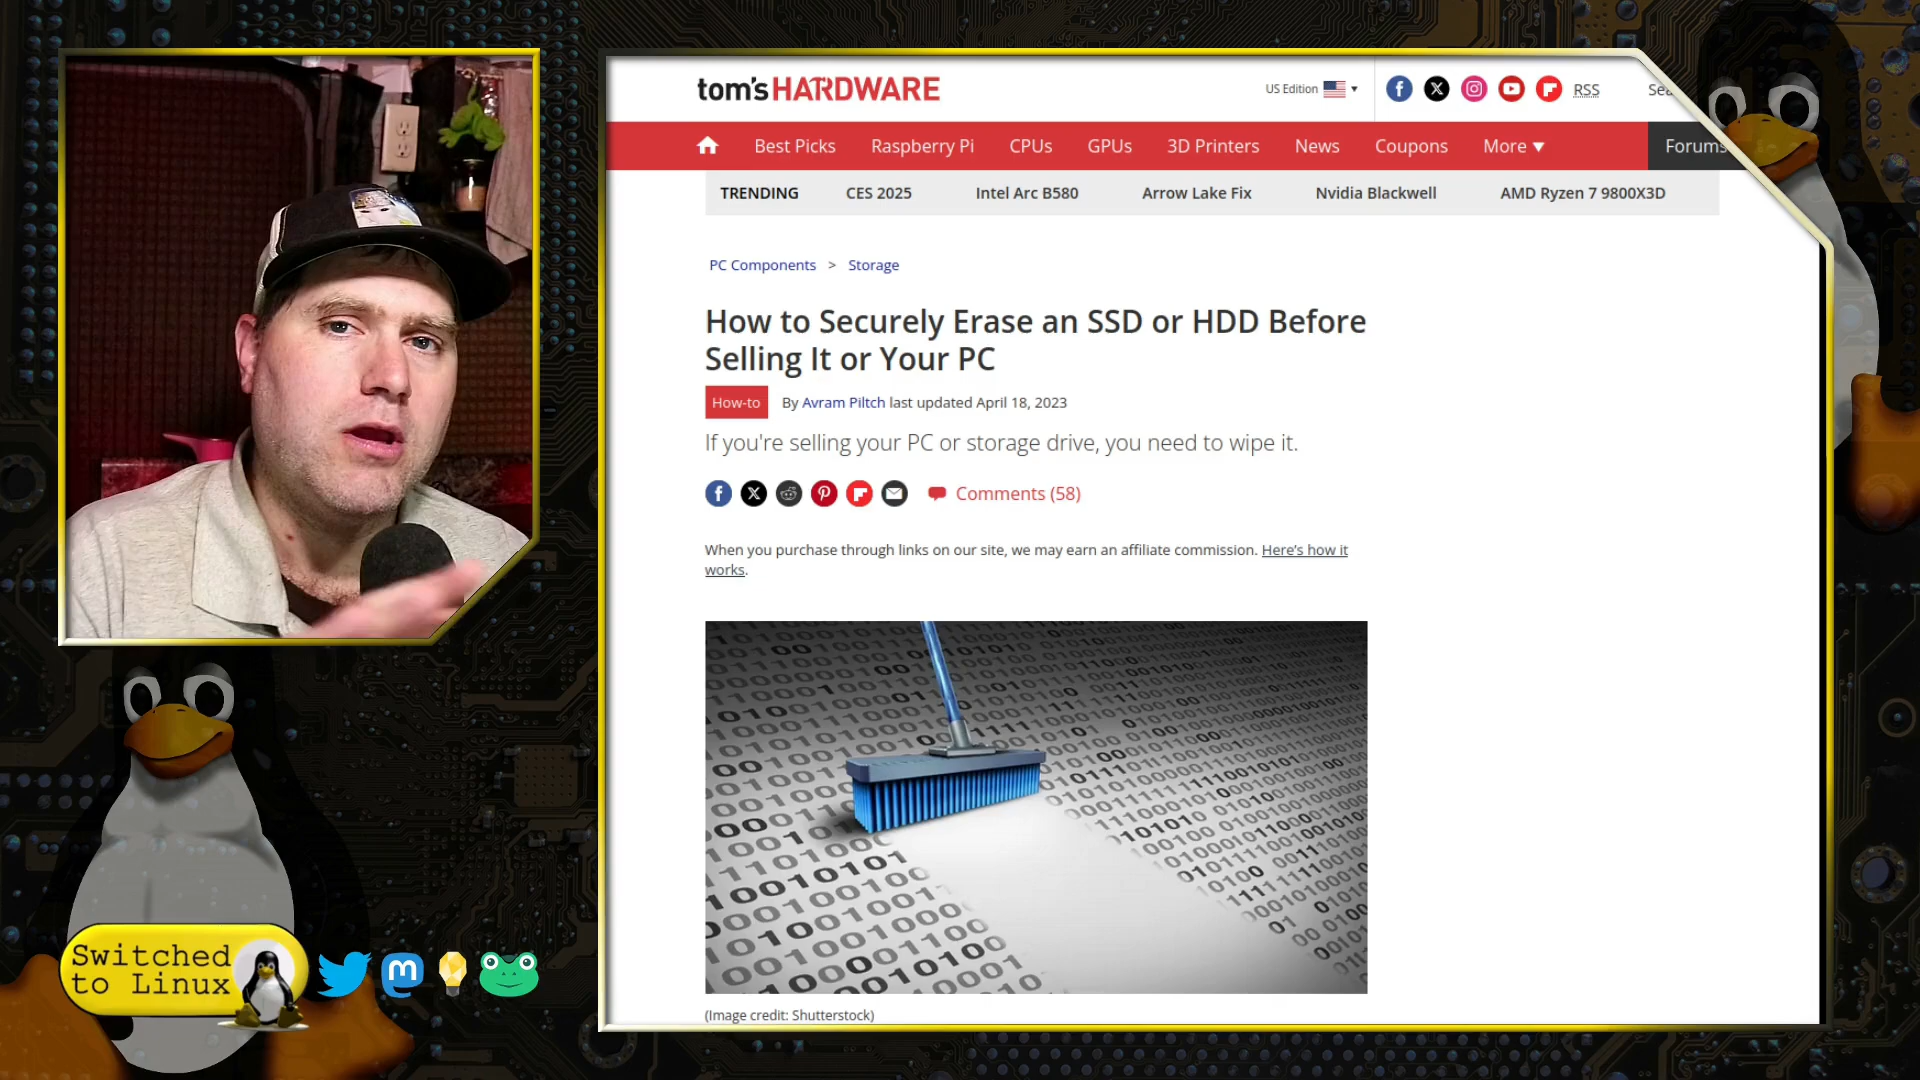 tom's HARDWARE
US Edition
RSS
Best Picks Raspberry Pi CPUs GPUs 3D Printers News Coupons More ▼ Forums
TRENDING CES 2025 Intel Arc B580 Arrow Lake Fix Nvidia Blackwell AMD Ryzen 7 9800X3D
PC Components > Storage
How to Securely Erase an SSD or HDD Before
Selling It or Your PC
How-to By Avram Piltch last updated April 18, 2023
If you're selling your PC or storage drive, you need to wipe it.
Comments (58)
When you purchase through links on our site, we may earn an affiliate commission. Here's how it
works.
(Image credit: Shutterstock)
Switched
to Linux